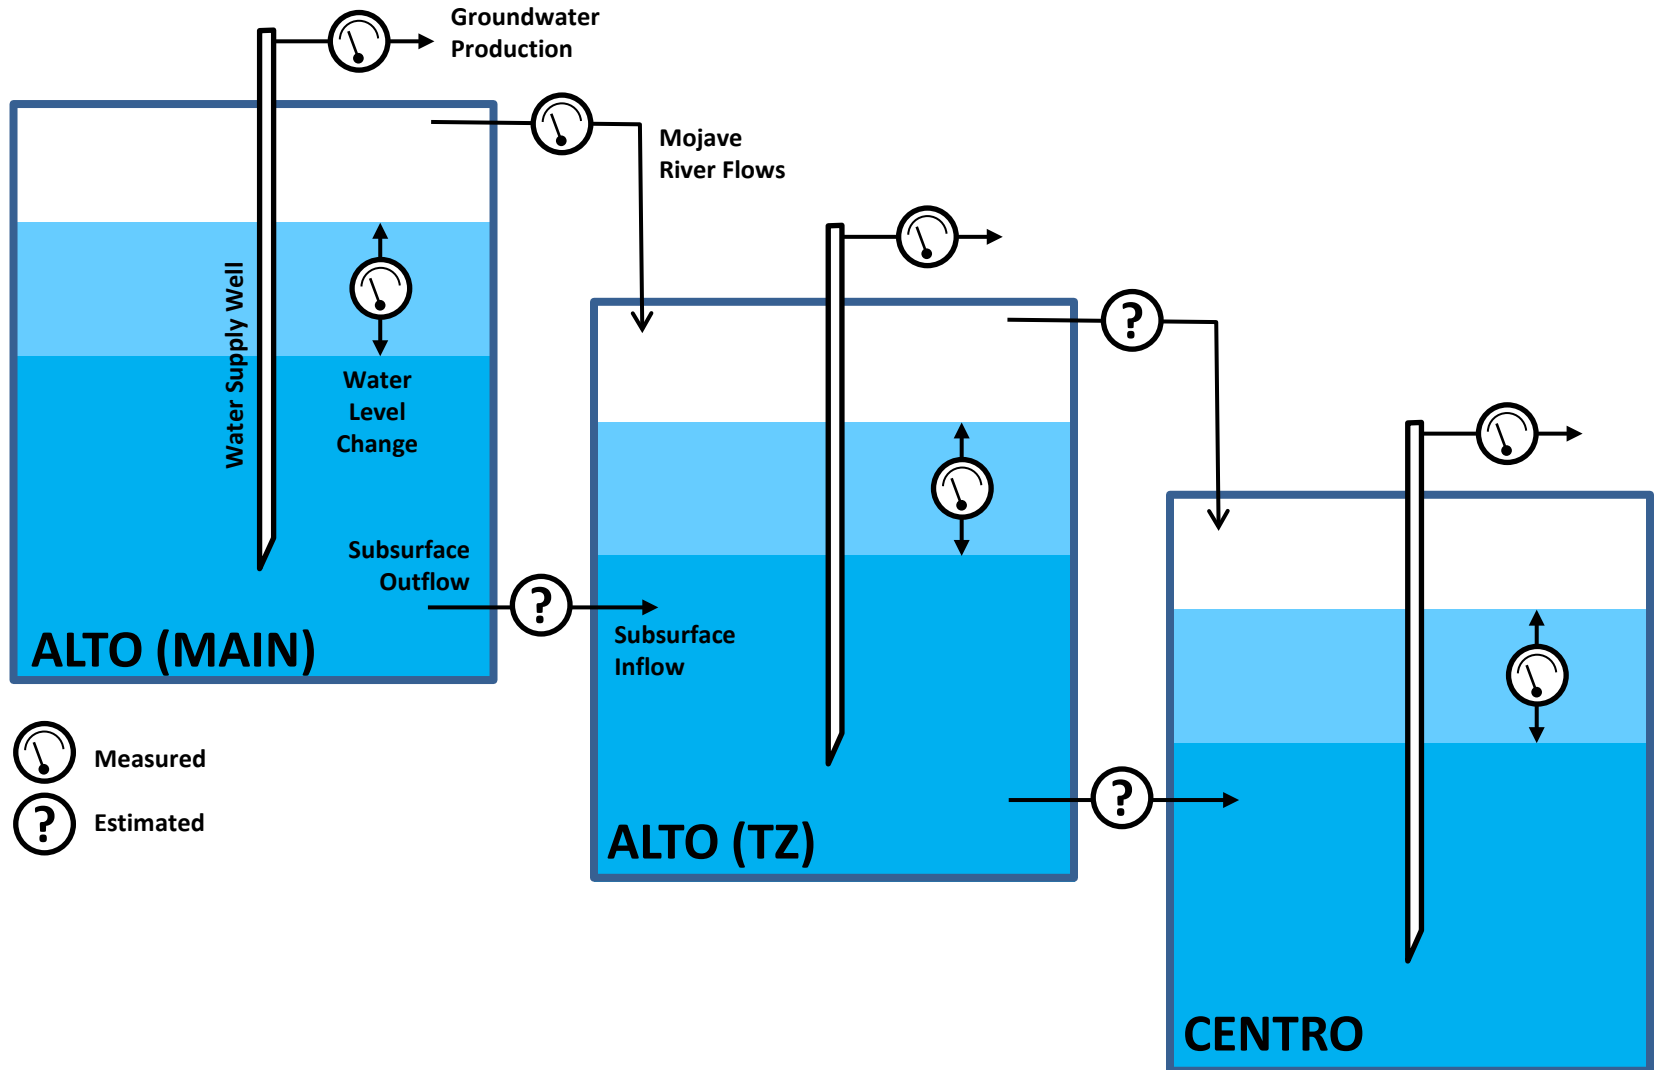 Groundwater
Production
Mojave
River Flows
Water Supply Well
Water
Level
Change
Subsurface
Outflow
?
ALTO (MAIN)
Subsurface
Inflow
?
Measured
?
Estimated
ALTO (TZ)
?
CENTRO